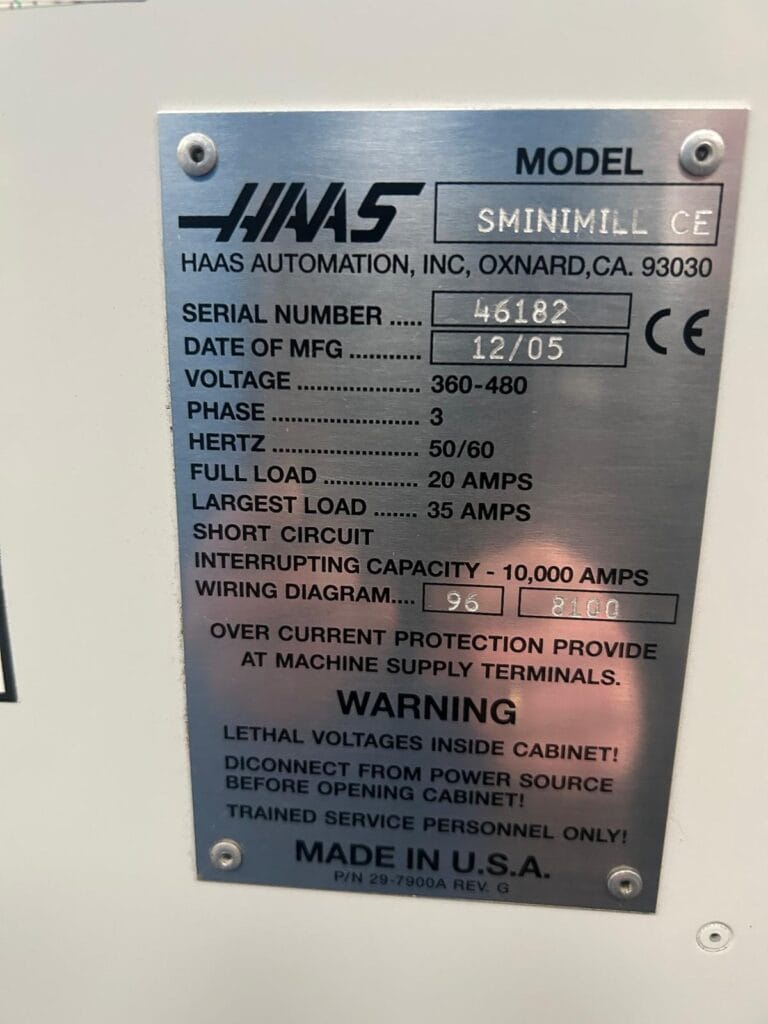 MODEL
HAAS SMINIMILL CE
HAAS AUTOMATION, INC, OXNARD,CA. 93030
SERIAL NUMBER ..... 46182
DATE OF MFG ........... 12/05 CE
VOLTAGE ................... 360-480
PHASE ....................... 3
HERTZ ....................... 50/60
FULL LOAD ............... 20 AMPS
LARGEST LOAD ....... 35 AMPS
SHORT CIRCUIT
INTERRUPTING CAPACITY - 10,000 AMPS
WIRING DIAGRAM.... 96 8100
OVER CURRENT PROTECTION PROVIDE
AT MACHINE SUPPLY TERMINALS.
WARNING
LETHAL VOLTAGES INSIDE CABINET!
DICONNECT FROM POWER SOURCE
BEFORE OPENING CABINET!
TRAINED SERVICE PERSONNEL ONLY!
MADE IN U.S.A.
P/N 29-7900A REV. G